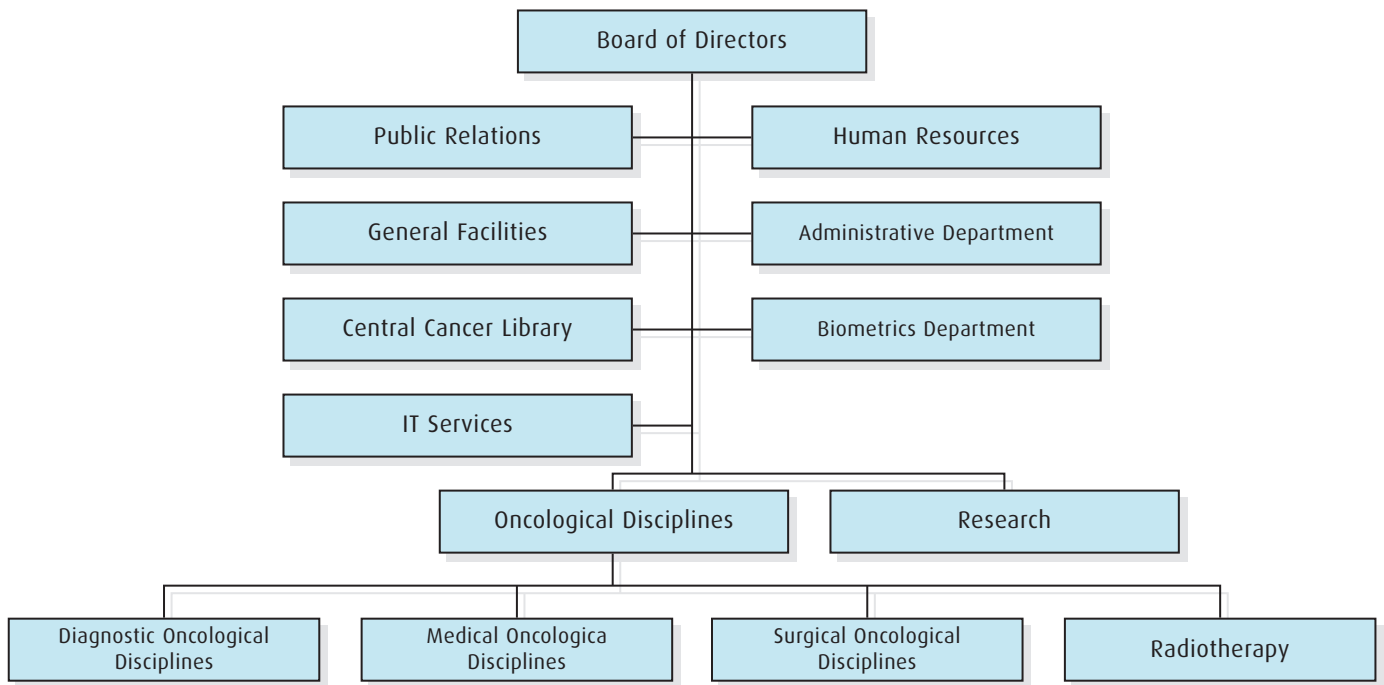 Board of Directors
Public Relations
Human Resources
General Facilities
Administrative Department
Central Cancer Library
Biometrics Department
IT Services
Oncological Disciplines
Research
Diagnostic Oncological
Disciplines
Medical Oncologica
Disciplines
Surgical Oncological
Disciplines
Radiotherapy